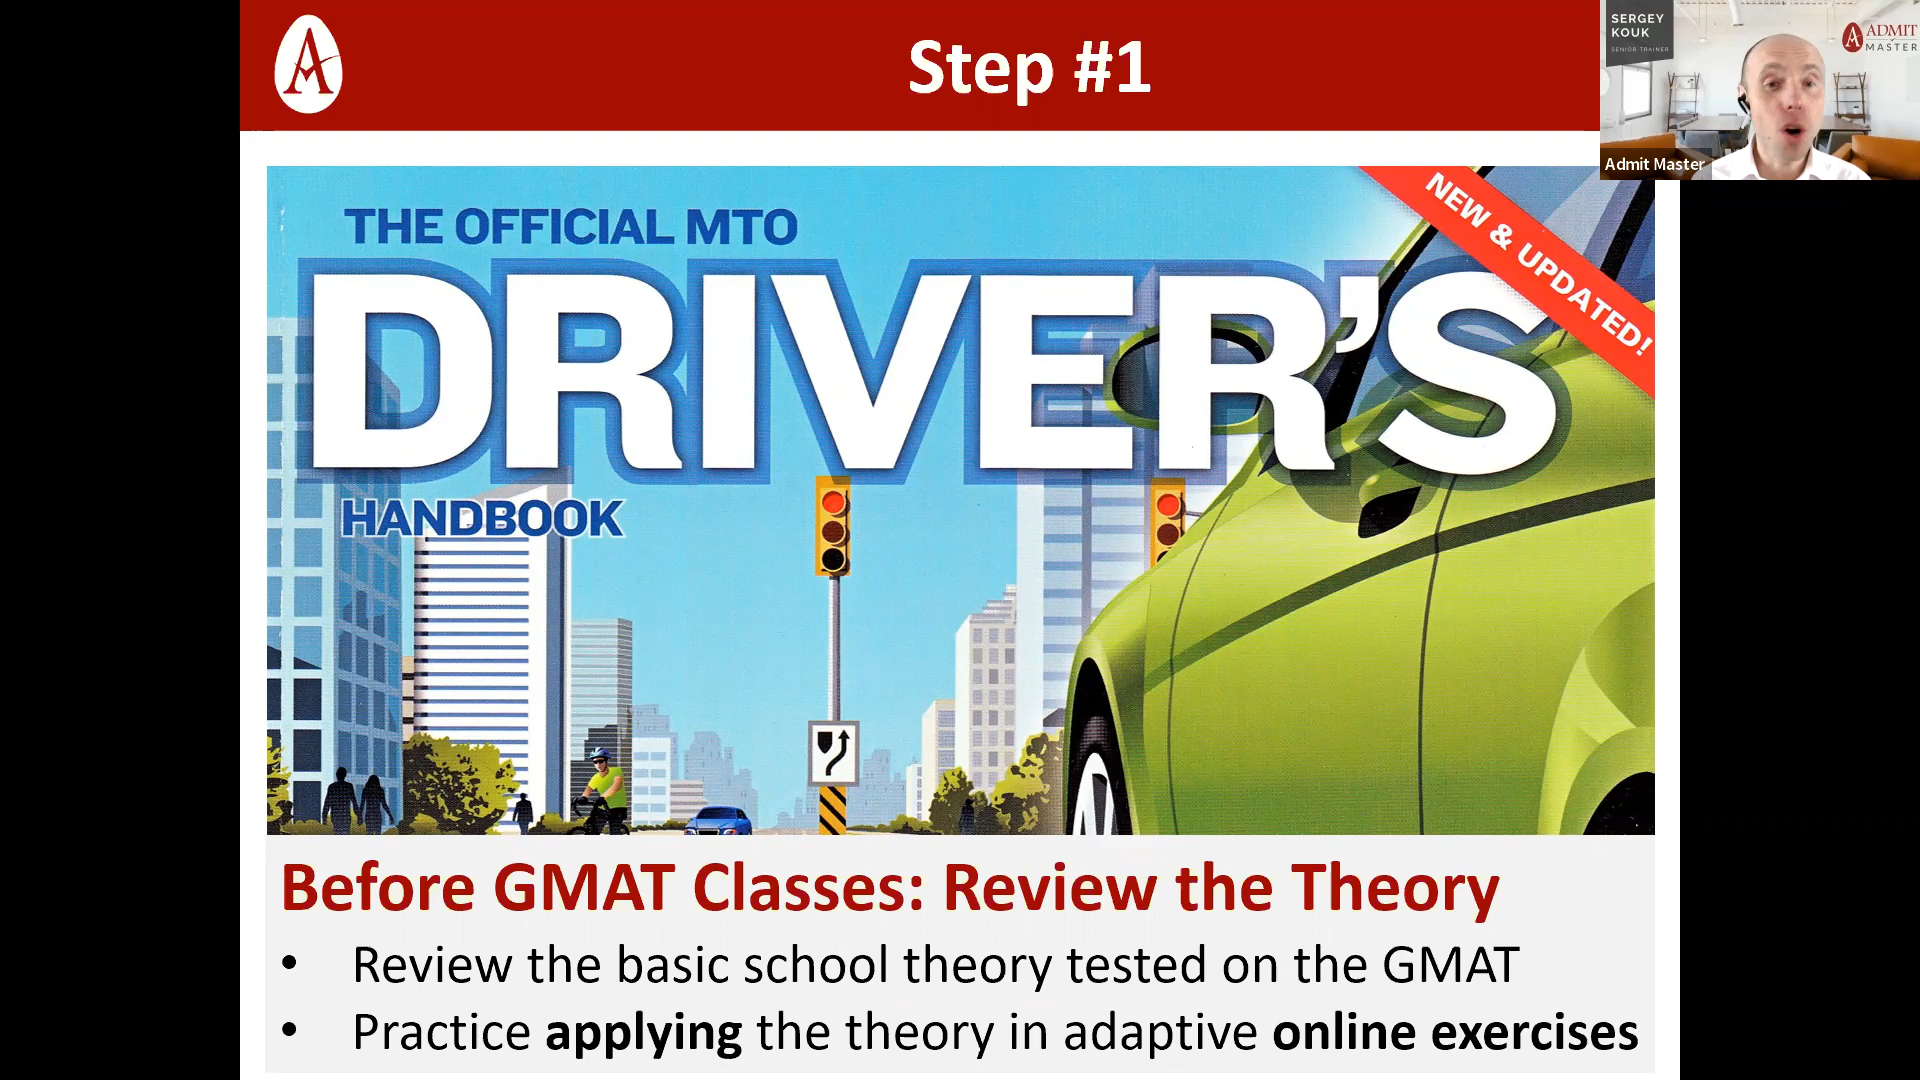 Step #1
SERGEY
KOUK
SENIOR TRAINER
ADMIT
MASTER
Admit Master
NEW & UPDATED!
THE OFFICIAL MTO
DRIVER'S
HANDBOOK
Before GMAT Classes: Review the Theory
• Review the basic school theory tested on the GMAT
• Practice applying the theory in adaptive online exercises